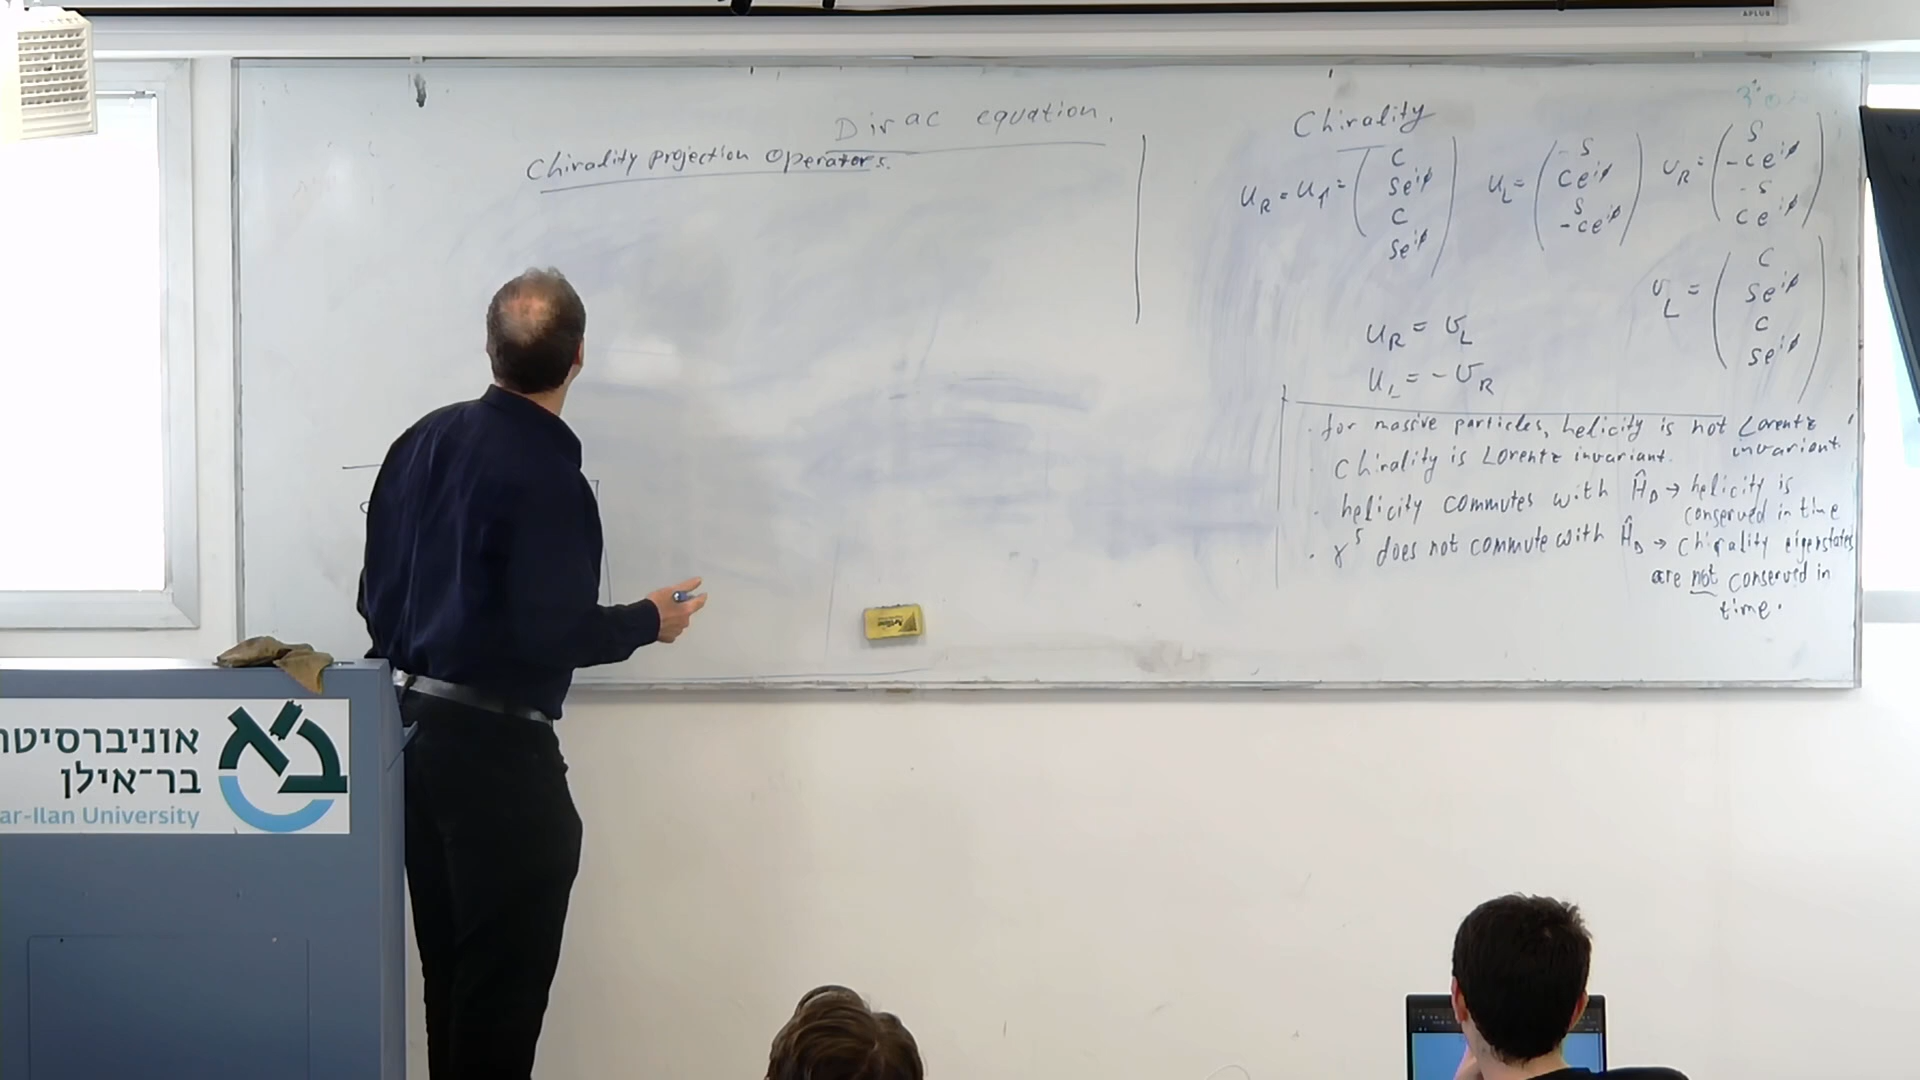 APLUS
Dirac equation.
Chirality projection operators.
Chirality
u_R = u_↑ = ( c
se^{iφ}
c
se^{iφ} )
u_L = ( -s
ce^{iφ}
s
-ce^{iφ} )
v_R = ( s
-ce^{iφ}
-s
ce^{iφ} )
v_L = ( c
se^{iφ}
c
se^{iφ} )
u_R = v_L
u_L = -v_R
· for massive particles, helicity is not Lorentz
invariant.
· Chirality is Lorentz invariant.
· helicity commutes with Ĥ_D → helicity is
conserved in time
· γ^5 does not commute with Ĥ_D → chirality eigenstates
are not conserved in
time.
אוניברסיטת
בר־אילן
ar-Ilan University